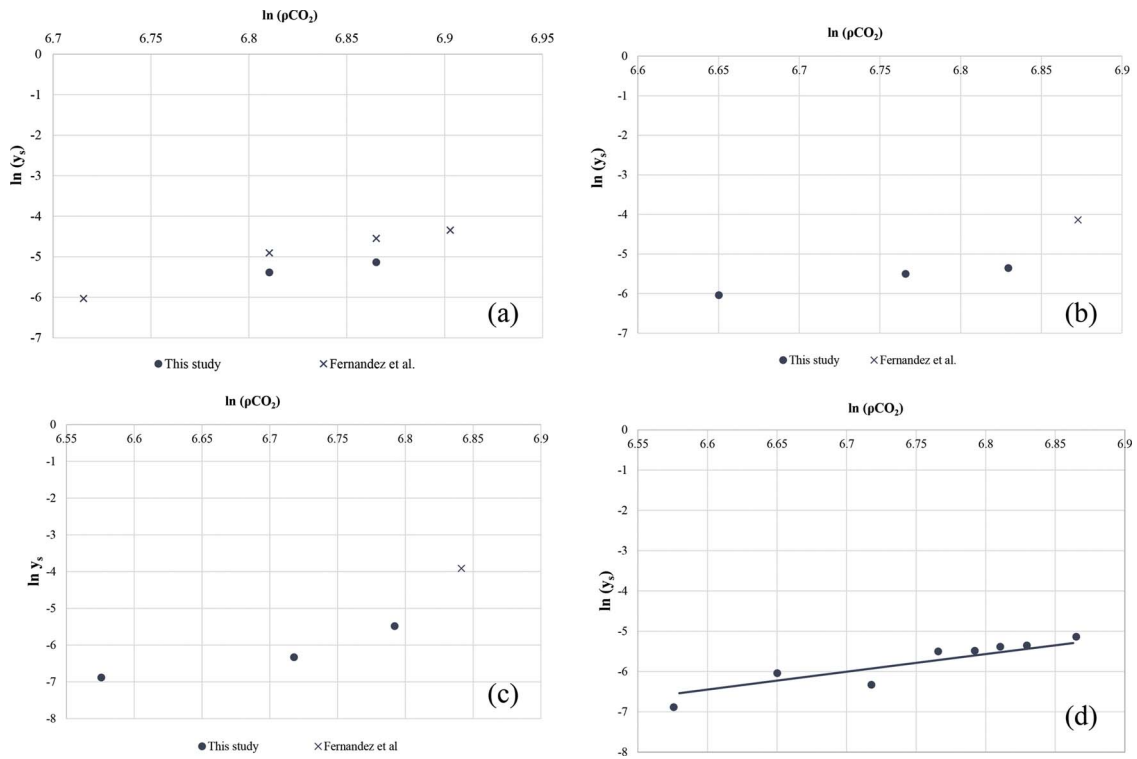 ln (ρCO₂)
6.7 6.75 6.8 6.85 6.9 6.95
0
-1
-2
-3
-4
-5
-6
-7
ln (yₛ)
(a)
This study Fernandez et al.
ln (ρCO₂)
0
6.6 6.65 6.7 6.75 6.8 6.85 6.9
-1
-2
-3
-4
-5
-6
-7
ln (yₛ)
(b)
This study Fernandez et al.
ln (ρCO₂)
0
6.55 6.6 6.65 6.7 6.75 6.8 6.85 6.9
-1
-2
-3
-4
-5
-6
-7
-8
ln yₛ
(c)
This study Fernandez et al
ln (ρCO₂)
0
6.55 6.6 6.65 6.7 6.75 6.8 6.85 6.9
-1
-2
-3
-4
-5
-6
-7
-8
ln (yₛ)
(d)